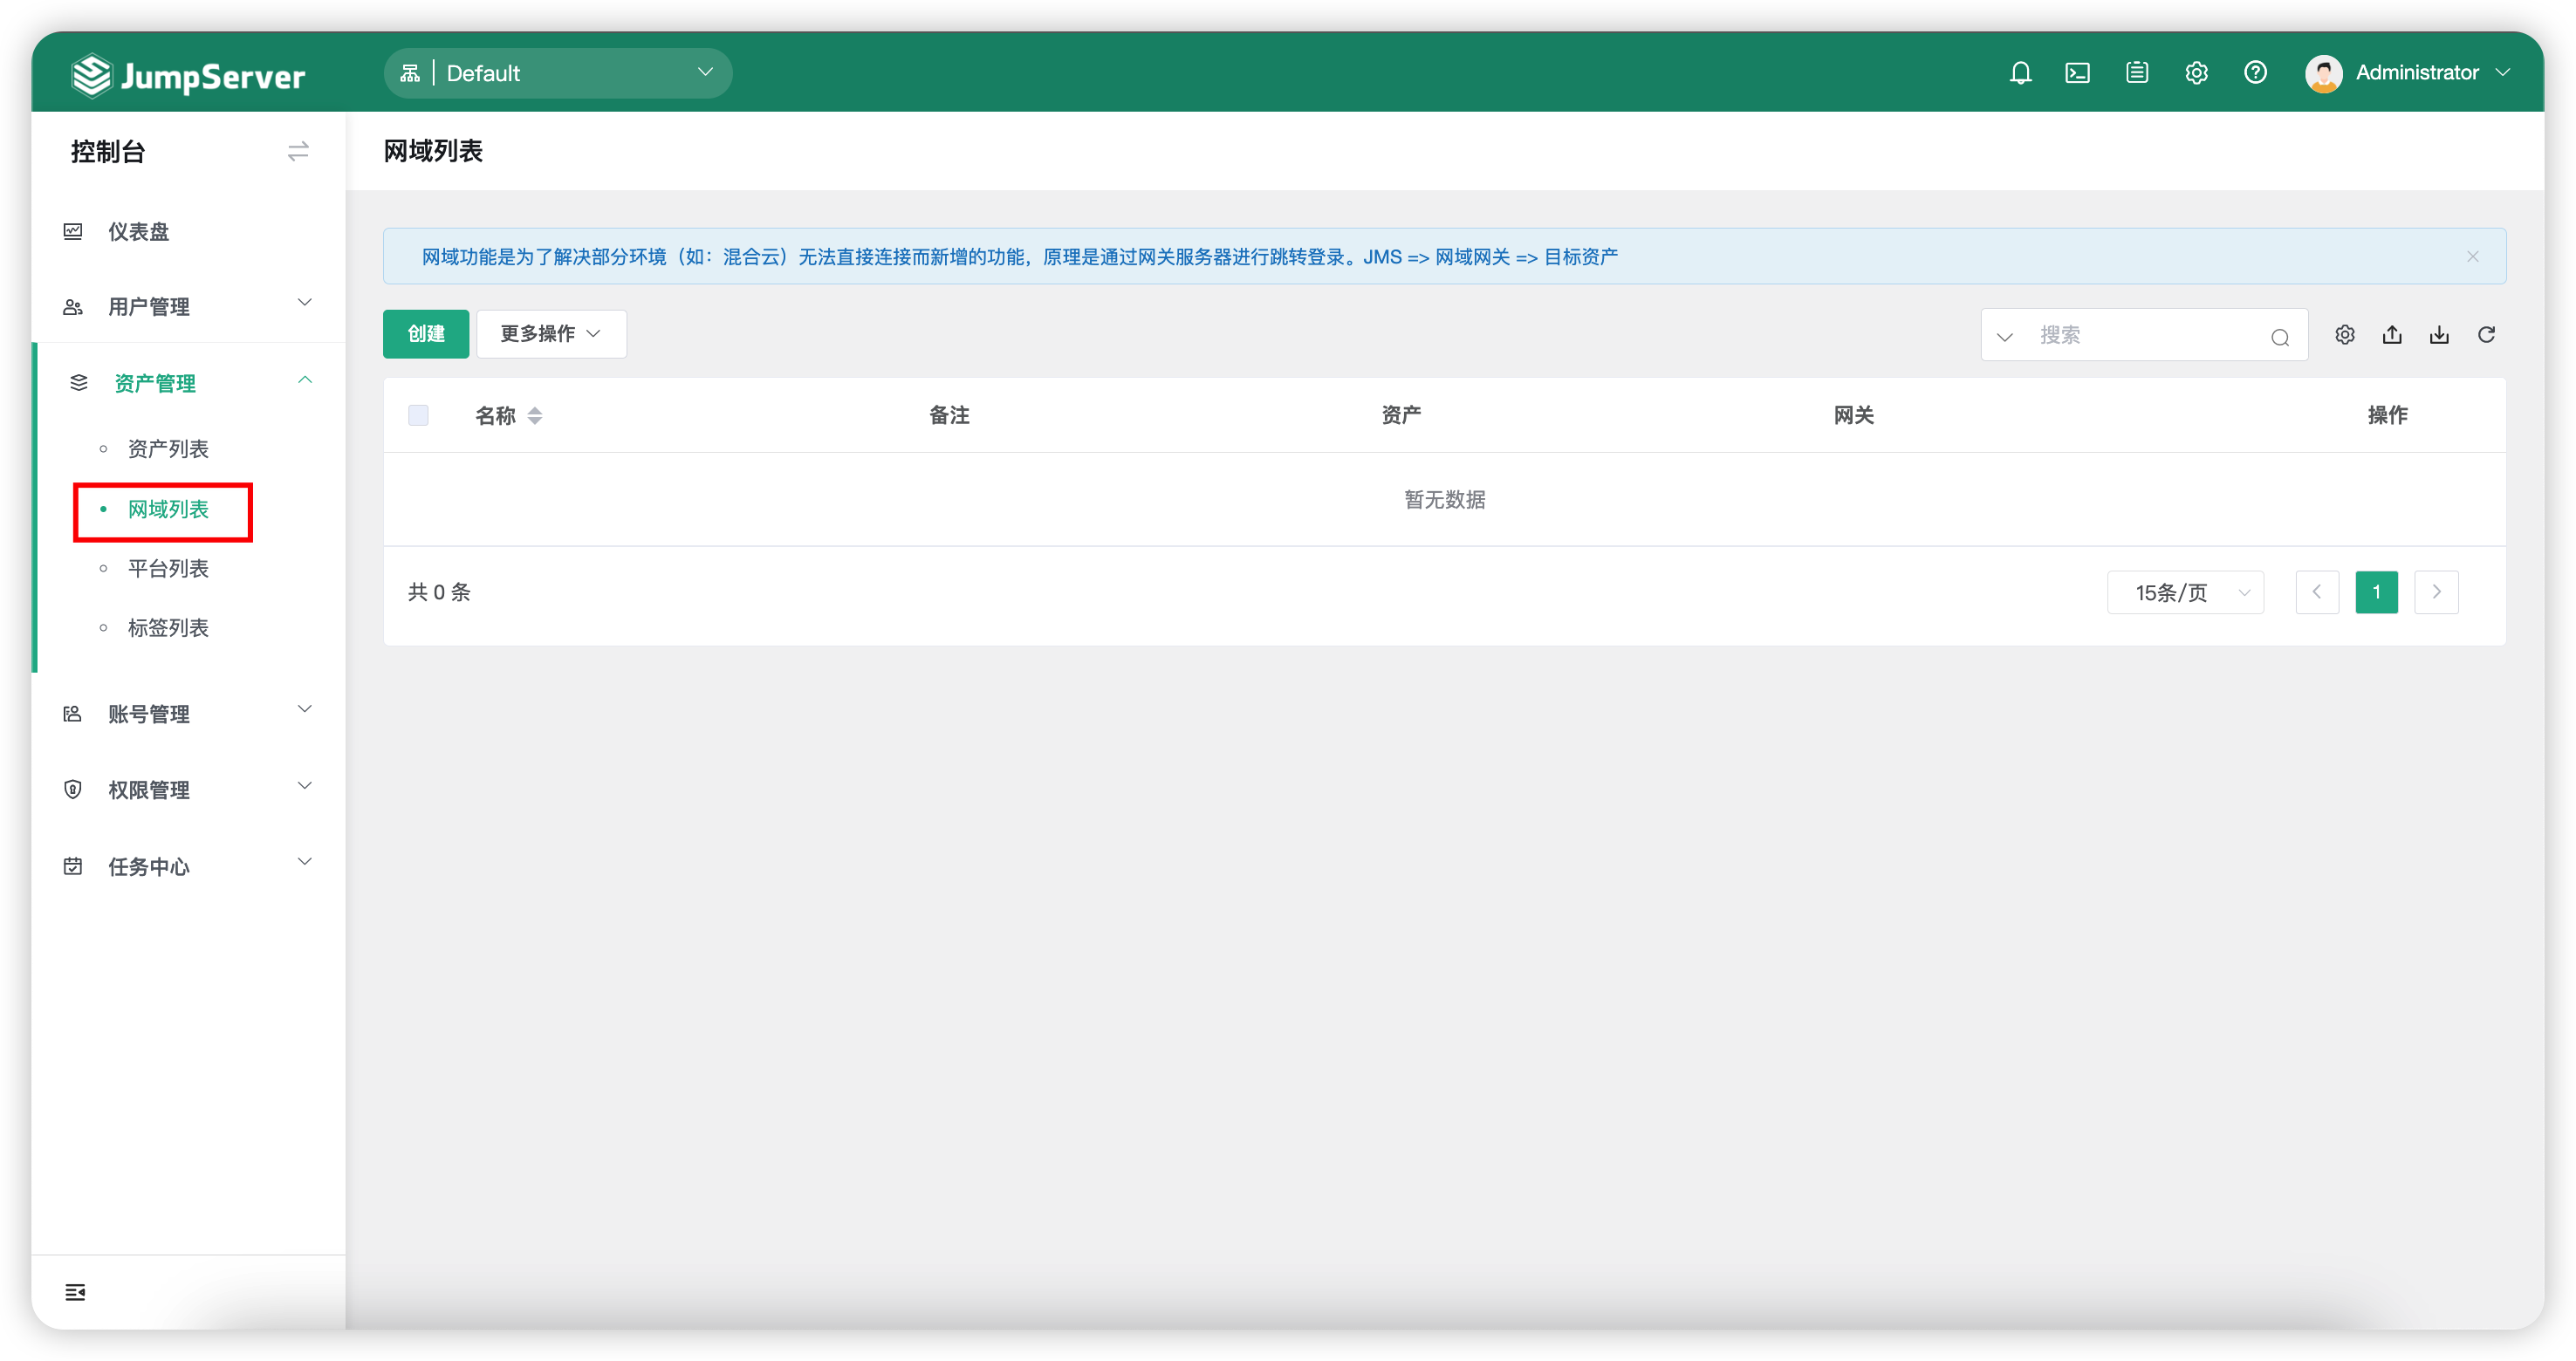 JumpServer
Default
Administrator
控制台
网域列表
仪表盘
用户管理
资产管理
资产列表
网域列表
平台列表
标签列表
账号管理
权限管理
任务中心
网域功能是为了解决部分环境（如：混合云）无法直接连接而新增的功能，原理是通过网关服务器进行跳转登录。JMS => 网域网关 => 目标资产
创建
更多操作
搜索
名称 备注 资产 网关 操作
暂无数据
共 0 条
15条/页
1